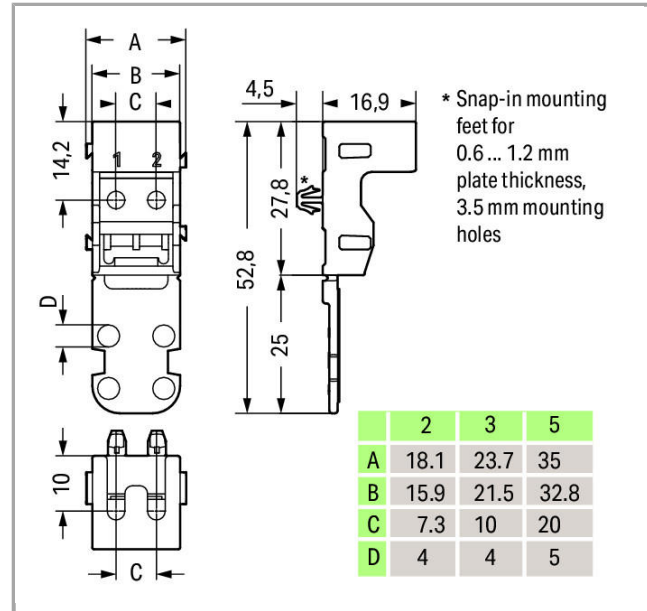 A
B
C
4,5
16,9
* Snap-in mounting
feet for
0.6 ... 1.2 mm
plate thickness,
3.5 mm mounting
holes
14,2
1 2
*
27,8
52,8
D
25
10
C
2 3 5
A 18.1 23.7 35
B 15.9 21.5 32.8
C 7.3 10 20
D 4 4 5